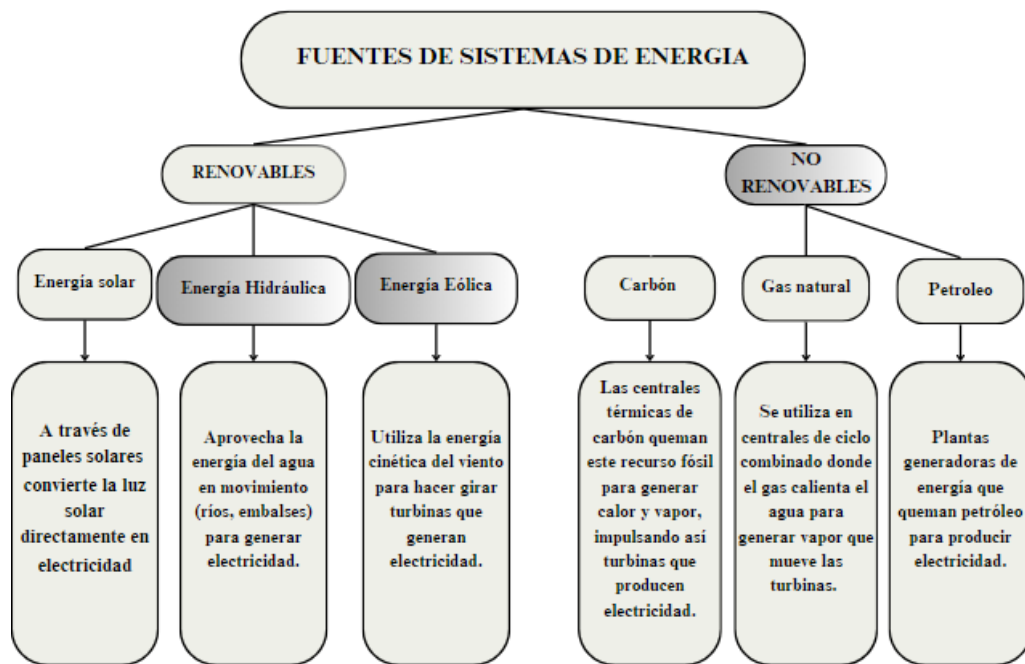 FUENTES DE SISTEMAS DE ENERGIA
RENOVABLES
NO
RENOVABLES
Energía solar
Energía Hidráulica
Energía Eólica
Carbón
Gas natural
Petroleo
A través de
paneles solares
convierte la luz
solar
directamente en
electricidad
Aprovecha la
energía del agua
en movimiento
(ríos, embalses)
para generar
electricidad.
Utiliza la energía
cinética del viento
para hacer girar
turbinas que
generan
electricidad.
Las centrales
térmicas de
carbón queman
este recurso fósil
para generar
calor y vapor,
impulsando así
turbinas que
producen
electricidad.
Se utiliza en
centrales de ciclo
combinado donde
el gas calienta el
agua para
generar vapor que
mueve las
turbinas.
Plantas
generadoras de
energía que
queman petróleo
para producir
electricidad.